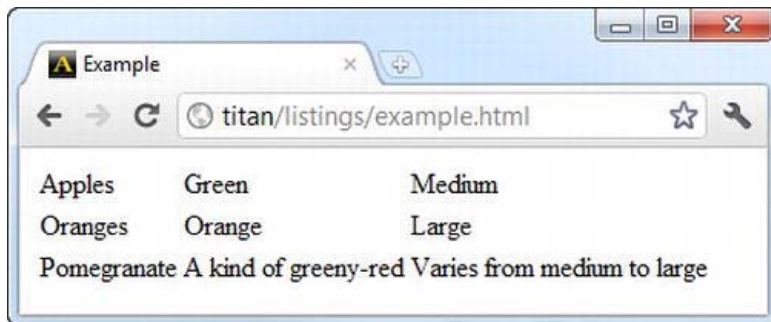 Example
titan/listings/example.html
Apples Green Medium
Oranges Orange Large
Pomegranate A kind of greeny-red Varies from medium to large